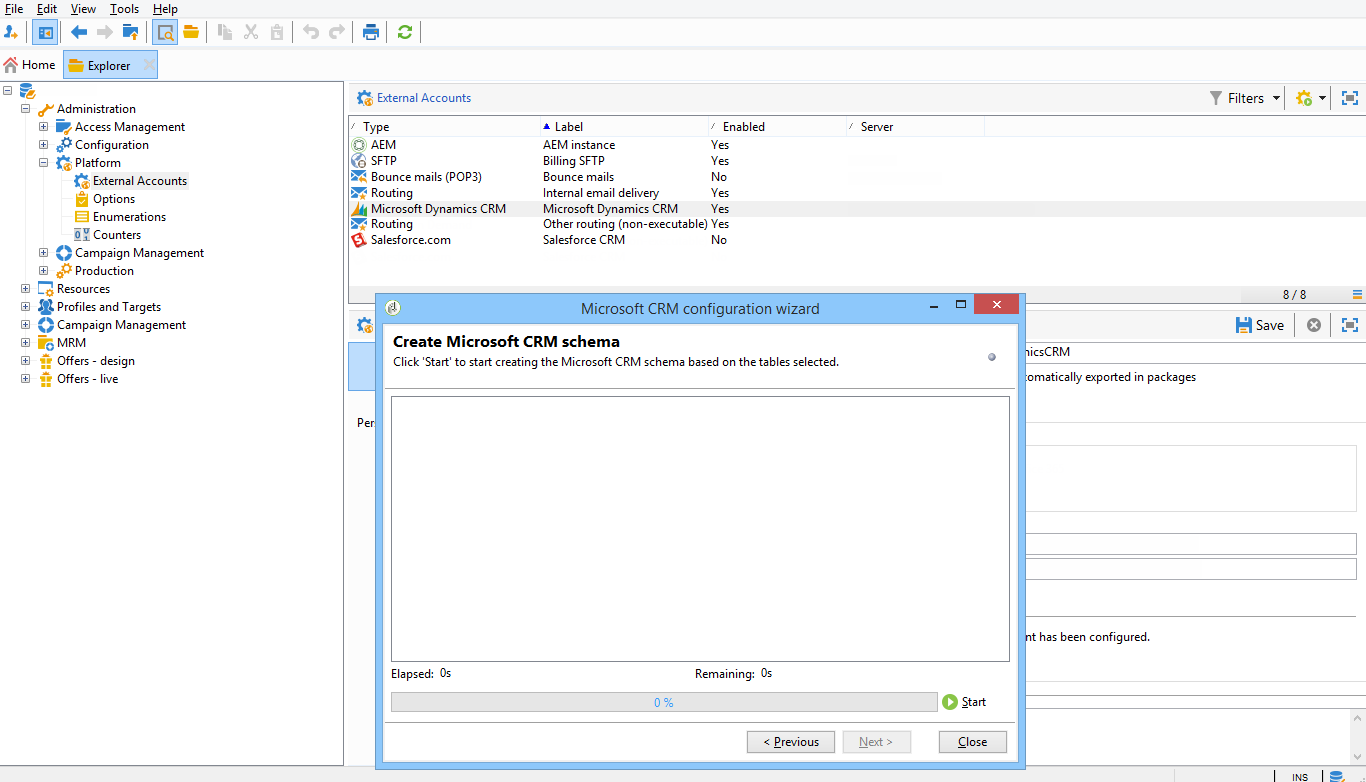 File Edit View Tools Help
Home Explorer
Administration
Access Management
Configuration
Platform
External Accounts
Options
Enumerations
Counters
Campaign Management
Production
Resources
Profiles and Targets
Campaign Management
MRM
Offers - design
Offers - live
External Accounts Filters
Type Label Enabled Server
AEM AEM instance Yes
SFTP Billing SFTP Yes
Bounce mails (POP3) Bounce mails No
Routing Internal email delivery Yes
Microsoft Dynamics CRM Microsoft Dynamics CRM Yes
Routing Other routing (non-executable) Yes
Salesforce.com Salesforce CRM No
8 / 8
Save
icsCRM
omatically exported in packages
Per
nt has been configured.
Microsoft CRM configuration wizard
Create Microsoft CRM schema
Click 'Start' to start creating the Microsoft CRM schema based on the tables selected.
Elapsed: 0s Remaining: 0s
0 % Start
< Previous Next > Close
INS